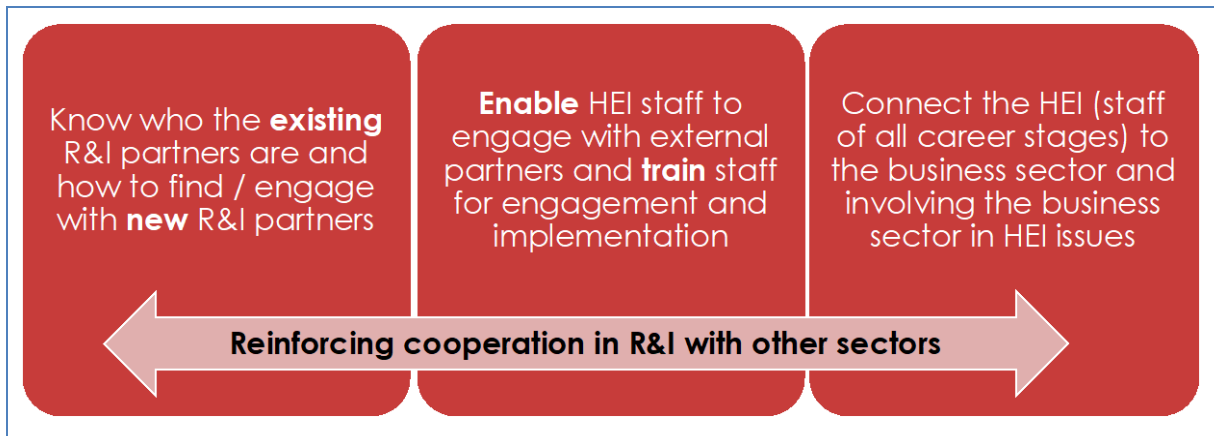 Know who the existing
R&I partners are and
how to find / engage
with new R&I partners
Enable HEI staff to
engage with external
partners and train staff
for engagement and
implementation
Connect the HEI (staff
of all career stages) to
the business sector and
involving the business
sector in HEI issues
Reinforcing cooperation in R&I with other sectors